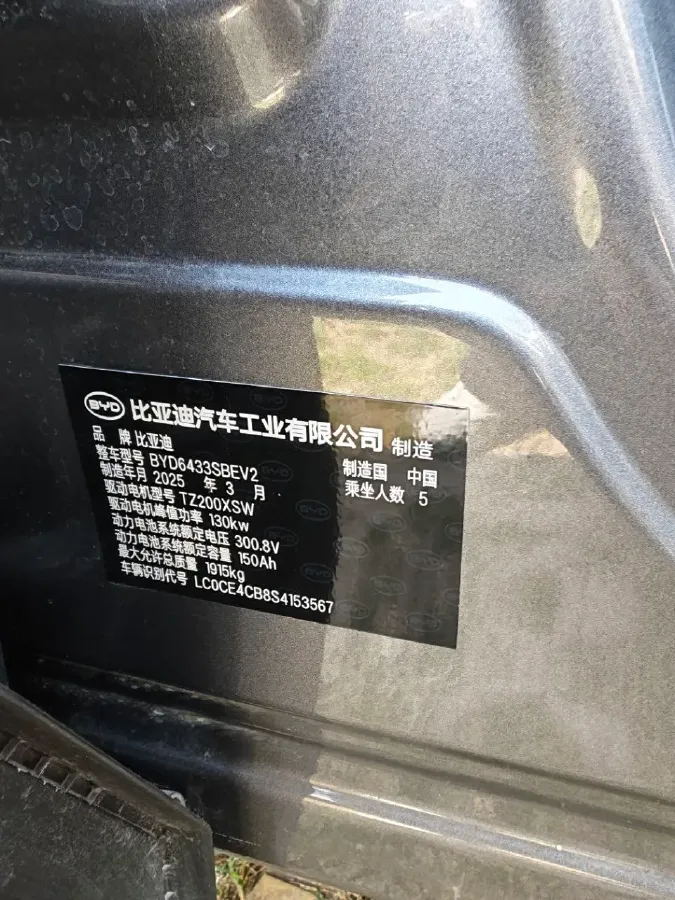 BYD 比亚迪汽车工业有限公司 制造
品 牌 比亚迪
整车型号 BYD6433SBEV2 制造国 中国
制造年月 2025 年 3 月 乘坐人数 5
驱动电机型号 TZ200XSW
驱动电机峰值功率 130kw
动力电池系统额定电压 300.8V
动力电池系统额定容量 150Ah
最大允许总质量 1915kg
车辆识别代号 LC0CE4CB8S4153567